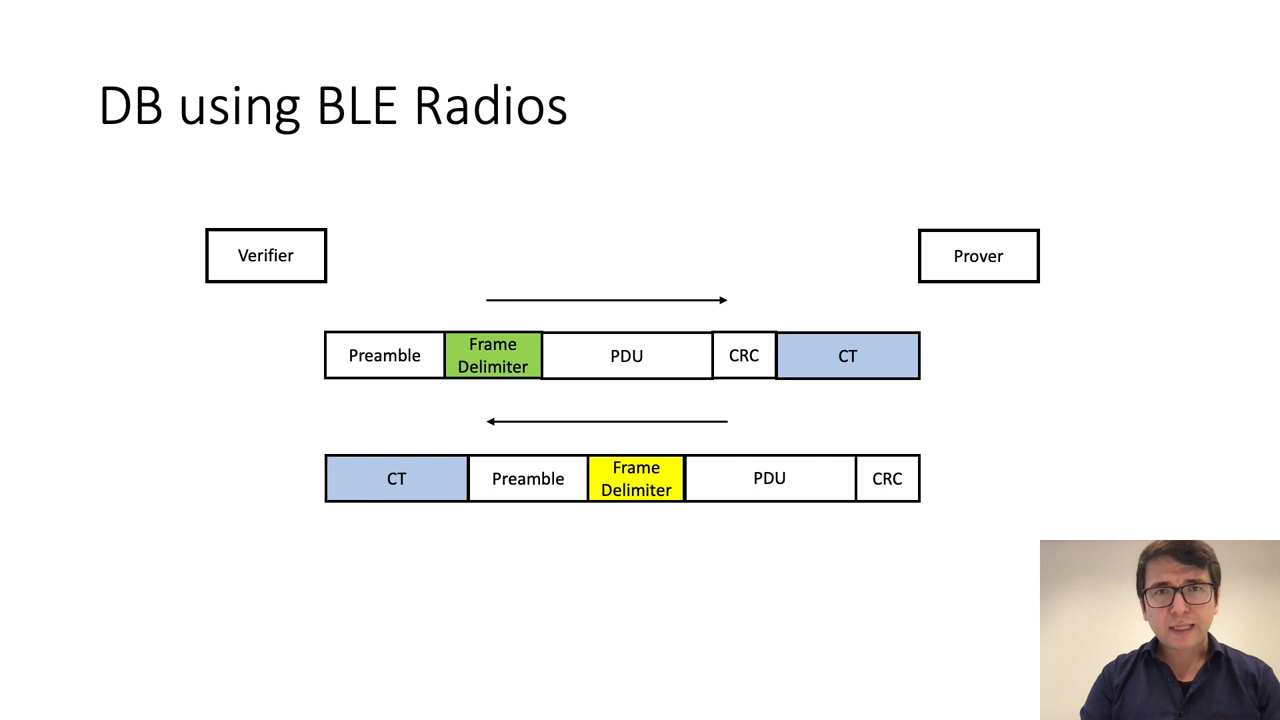 DB using BLE Radios
Verifier
Prover
Preamble
Frame
Delimiter
PDU
CRC
CT
CT
Preamble
Frame
Delimiter
PDU
CRC